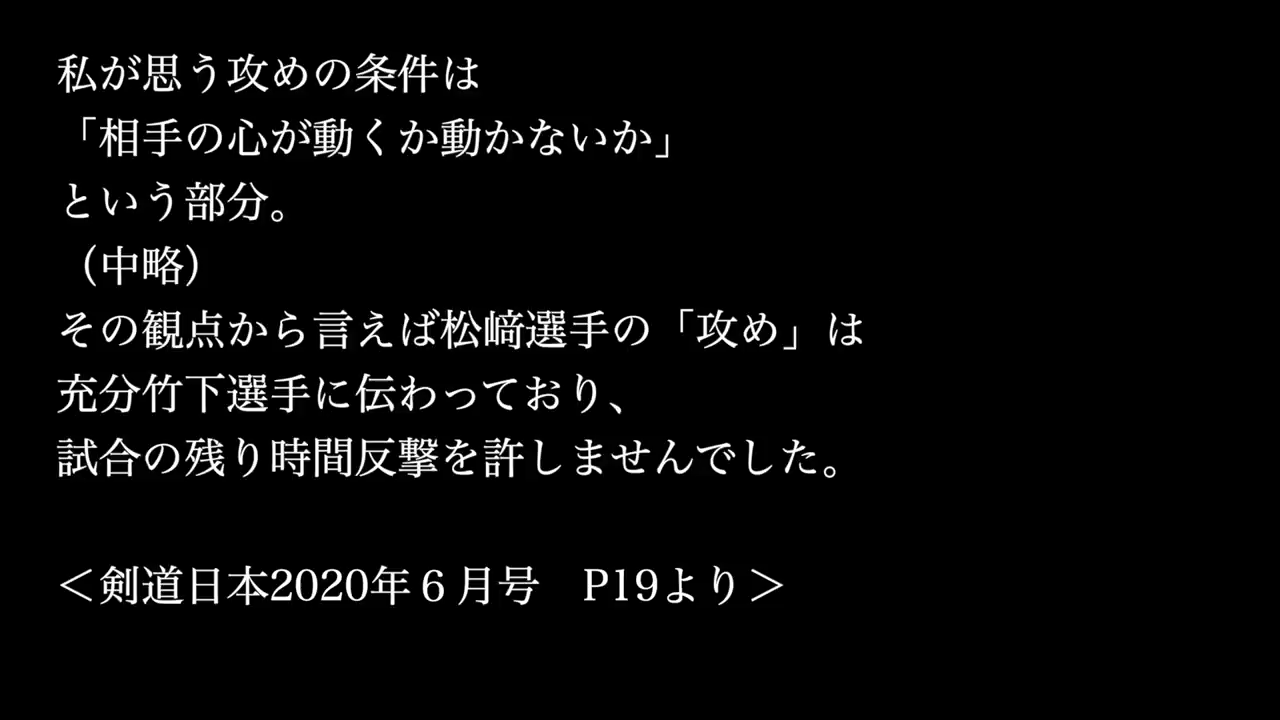 私が思う攻めの条件は
「相手の心が動くか動かないか」
という部分。
（中略）
その観点から言えば松﨑選手の「攻め」は
充分竹下選手に伝わっており、
試合の残り時間反撃を許しませんでした。
＜剣道日本2020年６月号　P19より＞